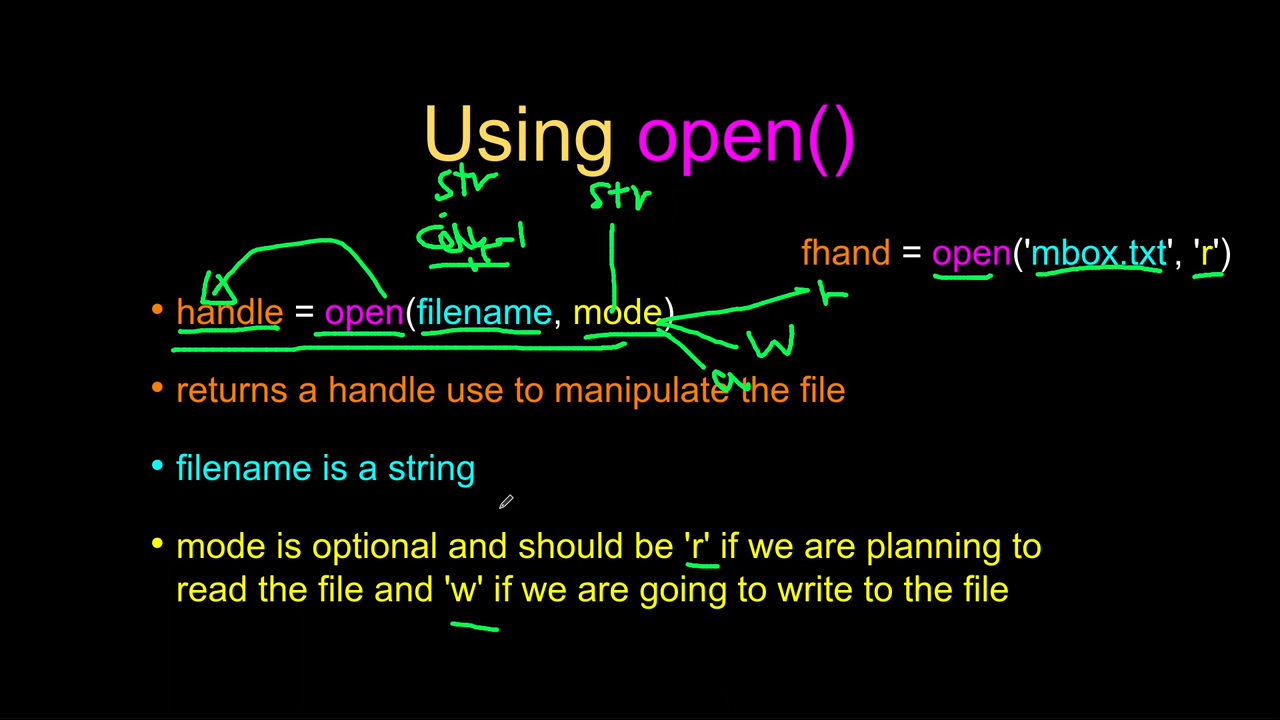 Using open()
str
str
fhand = open('mbox.txt', 'r')
• handle = open(filename, mode)
r
w
a
• returns a handle use to manipulate the file
• filename is a string
• mode is optional and should be 'r' if we are planning to
read the file and 'w' if we are going to write to the file